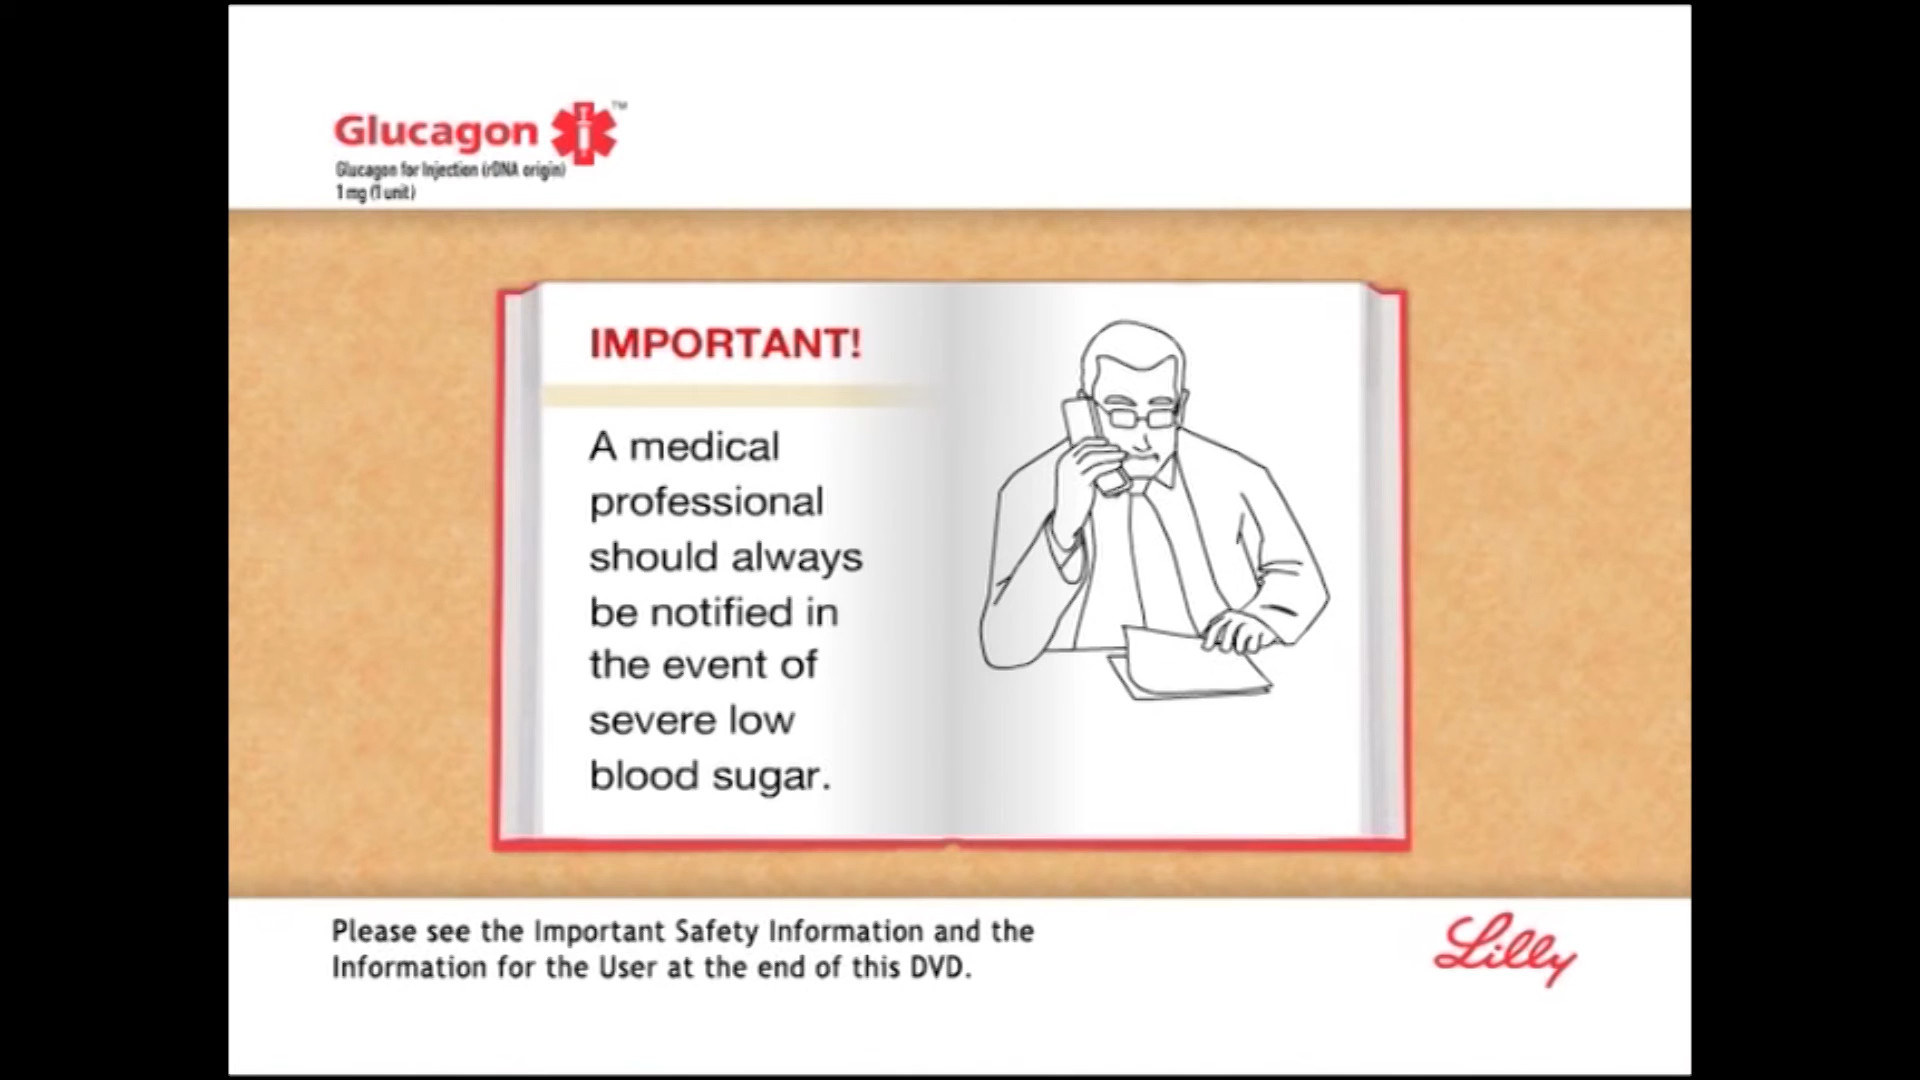 Glucagon™
Glucagon for Injection (rDNA origin)
1 mg (1 unit)
IMPORTANT!
A medical
professional
should always
be notified in
the event of
severe low
blood sugar.
Please see the Important Safety Information and the
Information for the User at the end of this DVD.
Lilly